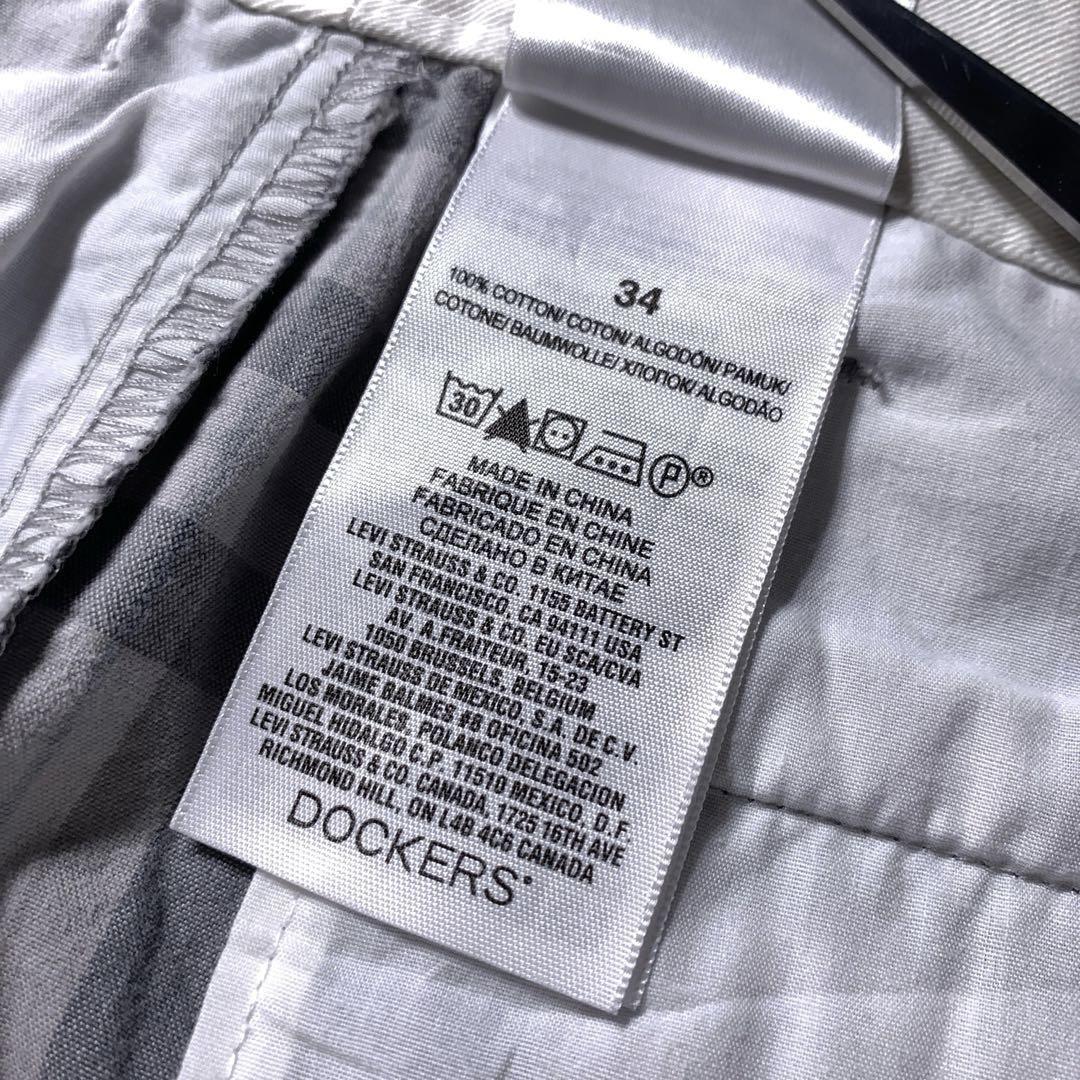 34
100% COTTON/ COTON/ ALGODÓN/ PAMUK/
COTONE/ BAUMWOLLE/ ХЛОПОК/ ALGODÃO
30 P®
MADE IN CHINA
FABRIQUE EN CHINE
FABRICADO EN CHINA
СДЕЛАНО В КИТАЕ
LEVI STRAUSS & CO. 1155 BATTERY ST
SAN FRANCISCO, CA 94111 USA
LEVI STRAUSS & CO. EU SCA/CVA
AV. A.FRAITEUR, 15-23
1050 BRUSSELS, BELGIUM
LEVI STRAUSS DE MEXICO, S.A. DE C.V.
JAIME BALMES #8 OFICINA 502
LOS MORALES, POLANCO DELEGACION
MIGUEL HIDALGO C.P. 11510 MEXICO, D.F
LEVI STRAUSS & CO. CANADA, 1725 16TH AVE
RICHMOND HILL, ON L4B 4C6 CANADA
DOCKERS®